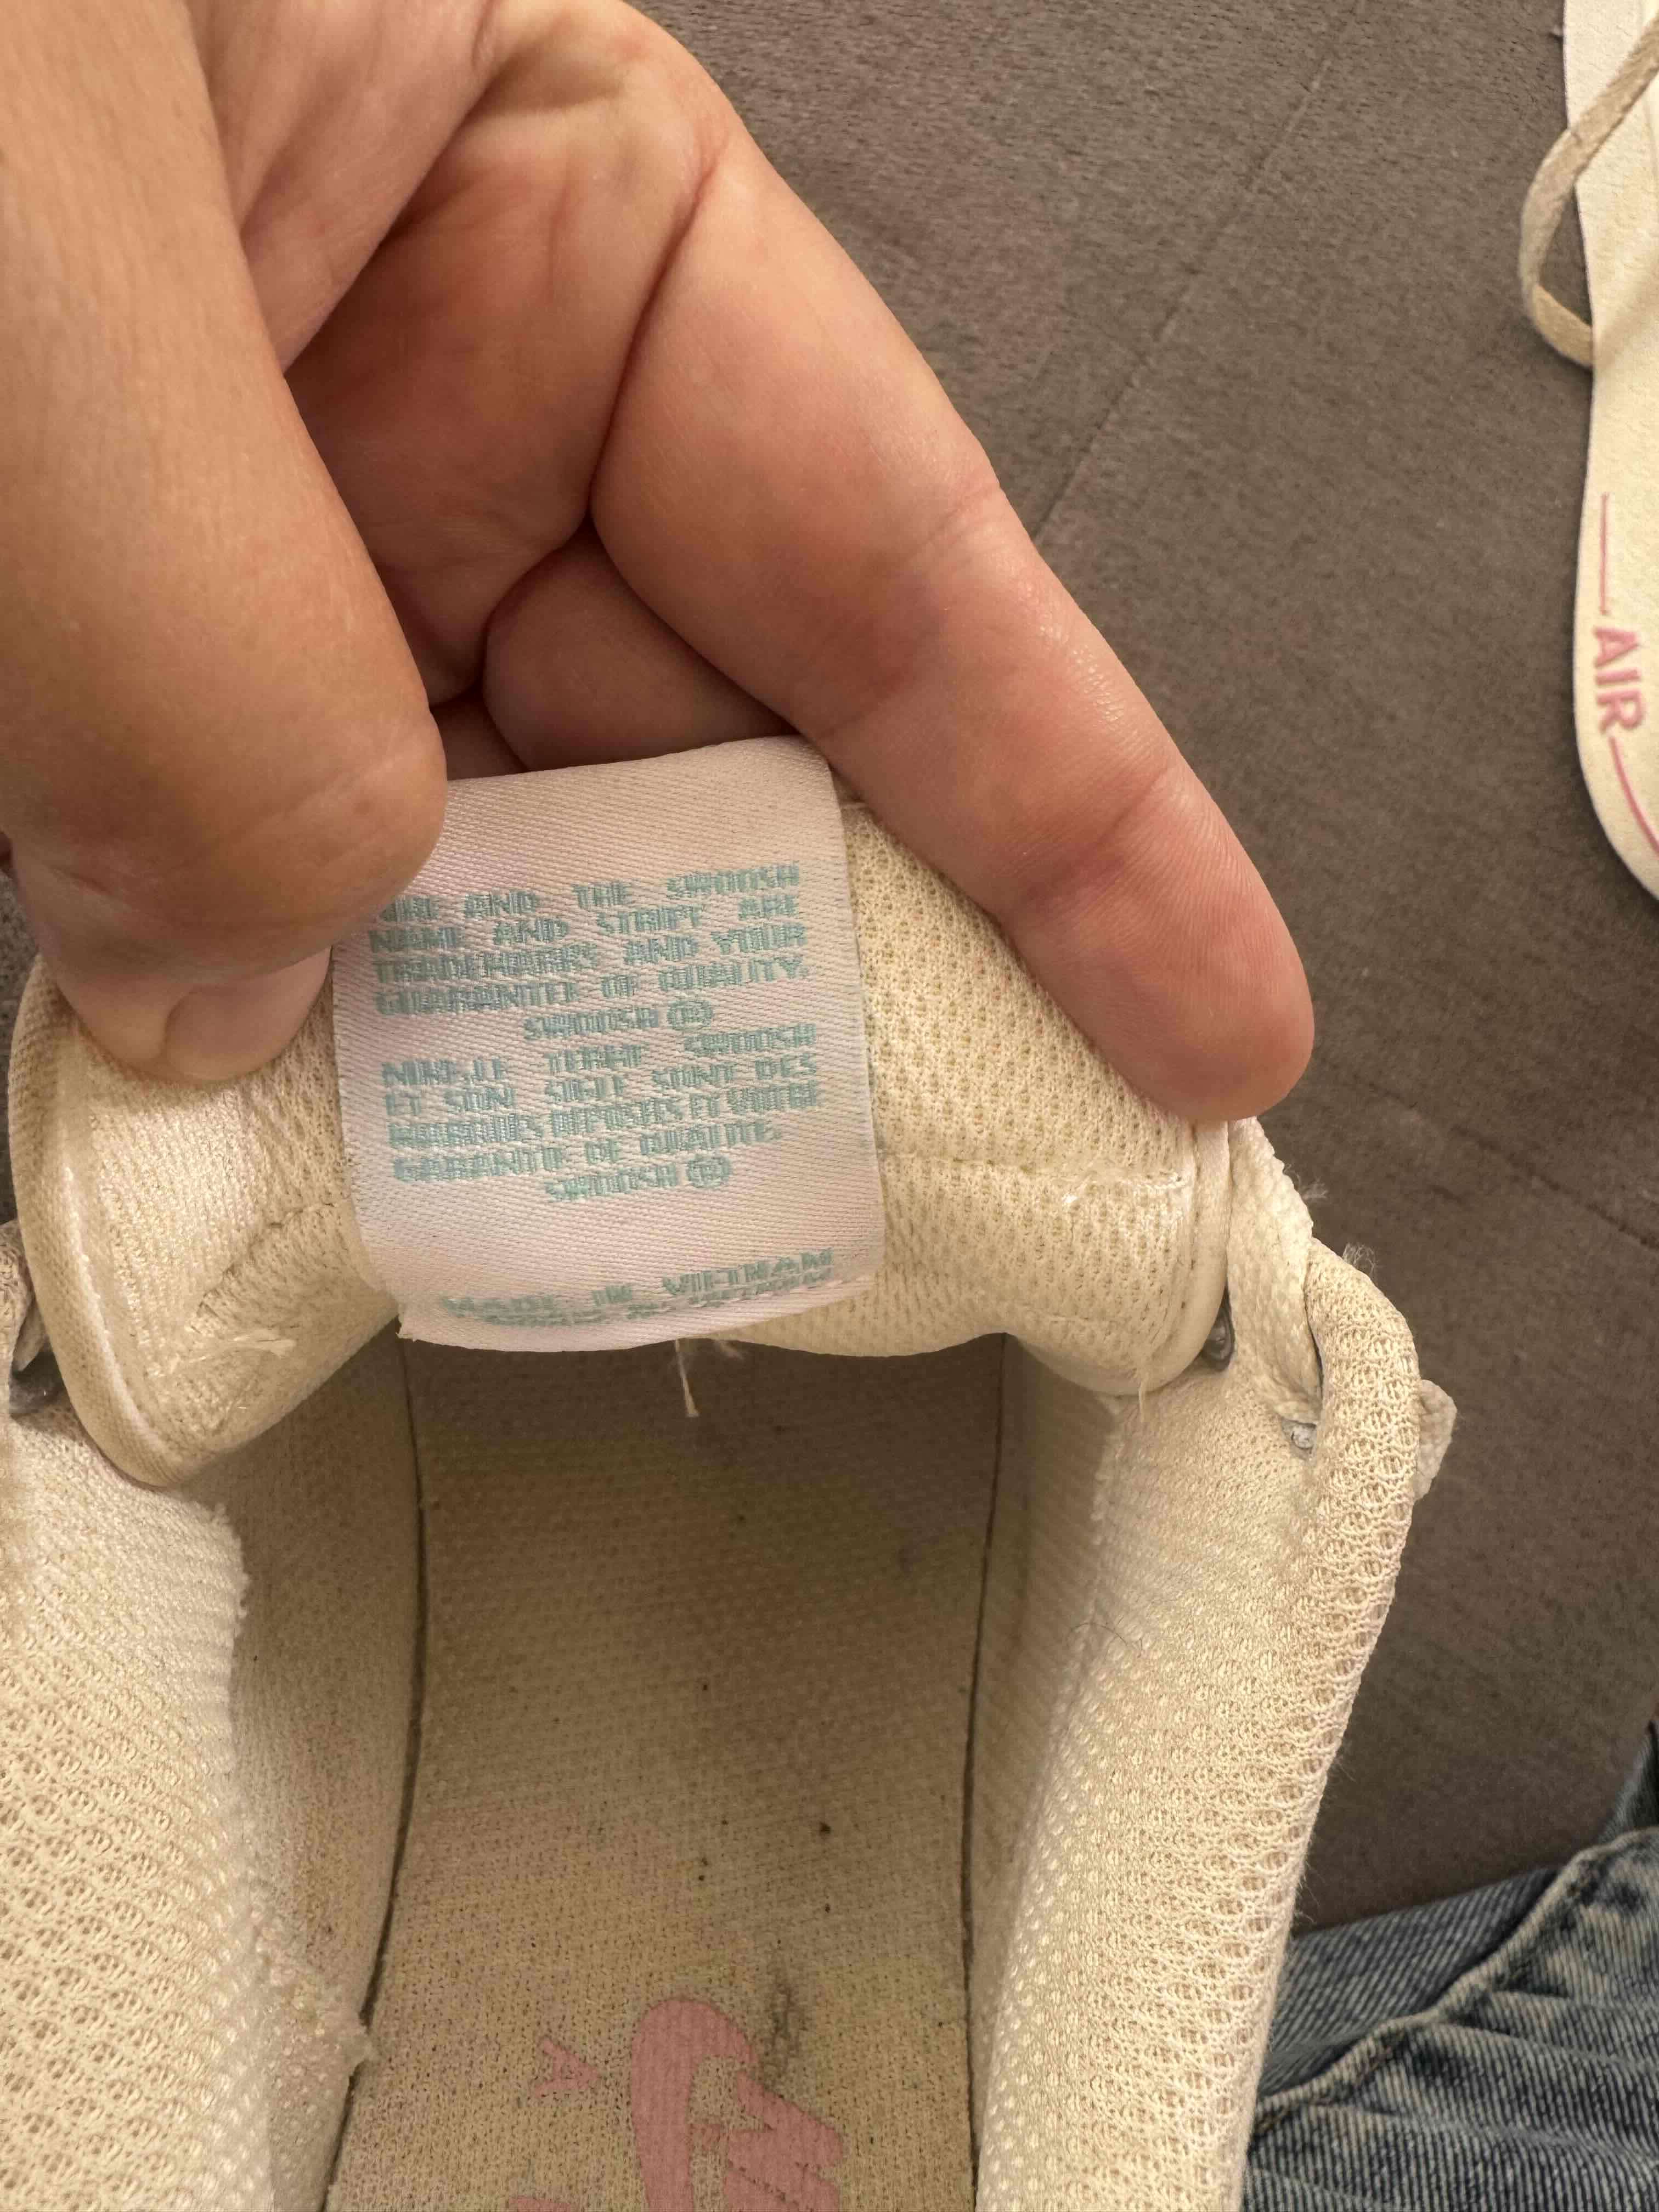 NIKE AND THE SWOOSH
NAME AND STRIPE ARE
TRADEMARKS AND YOUR
GUARANTEE OF QUALITY.
SWOOSH ®
NIKE,LE TERME SWOOSH
ET SON SIGLE SONT DES
MARQUES DEPOSEES ET VOTRE
GARANTIE DE QUALITE.
SWOOSH ®
MADE IN VIETNAM
AIR
A